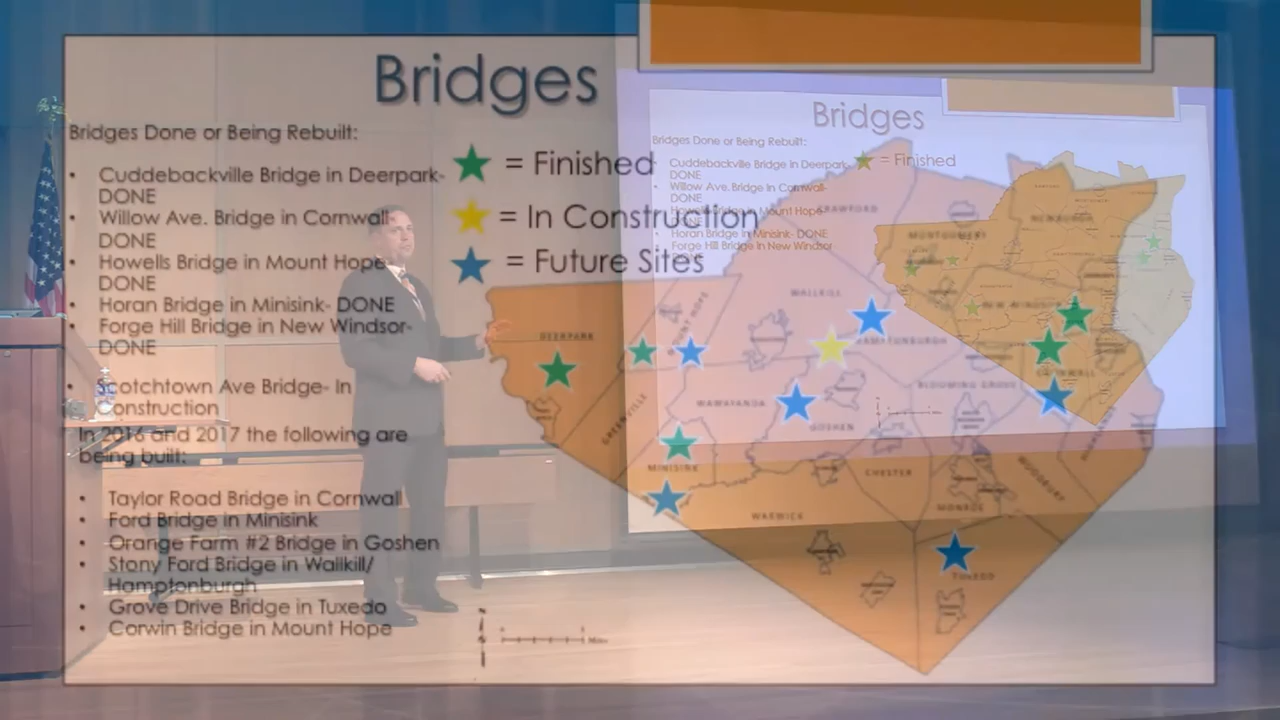 Bridges
Bridges Done or Being Rebuilt:
• Cuddebackville Bridge in Deerpark-
DONE
• Willow Ave. Bridge in Cornwall-
DONE
• Howells Bridge in Mount Hope-
DONE
• Horan Bridge in Minisink- DONE
• Forge Hill Bridge in New Windsor-
DONE
• Scotchtown Ave Bridge- In
Construction
In 2016 and 2017 the following are
being built:
• Taylor Road Bridge in Cornwall
• Ford Bridge in Minisink
• Orange Farm #2 Bridge in Goshen
• Stony Ford Bridge in Wallkill/
Hamptonburgh
• Grove Drive Bridge in Tuxedo
• Corwin Bridge in Mount Hope
= Finished
= In Construction
= Future Sites
DEERPARK
GREENVILLE
MOUNT HOPE
CRAWFORD
WALLKILL
HAMPTONBURGH
WAWAYANDA
GOSHEN
BLOOMING GROVE
MINISINK
CHESTER
WARWICK
MONROE
WOODBURY
TUXEDO
Miles
Bridges
Bridges Done or Being Rebuilt:
Cuddebackville Bridge in Deerpark-
DONE
Willow Ave. Bridge in Cornwall-
DONE
Howells Bridge in Mount Hope-
Horan Bridge in Minisink- DONE
Forge Hill Bridge in New Windsor
= Finished
MONTGOMERY
NEWBURGH
NEW WINDSOR
CORNWALL